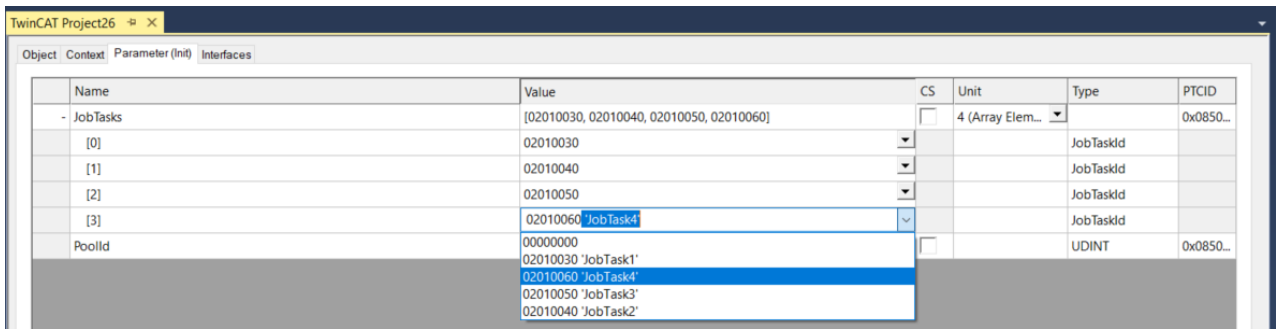 TwinCAT Project26
Object Context Parameter (Init) Interfaces
Name Value CS Unit Type PTCID
- JobTasks [02010030, 02010040, 02010050, 02010060] 4 (Array Elem... 0x0850...
[0] 02010030 JobTaskId
[1] 02010040 JobTaskId
[2] 02010050 JobTaskId
[3] 02010060 'JobTask4' JobTaskId
PoolId UDINT 0x0850...
00000000
02010030 'JobTask1'
02010060 'JobTask4'
02010050 'JobTask3'
02010040 'JobTask2'